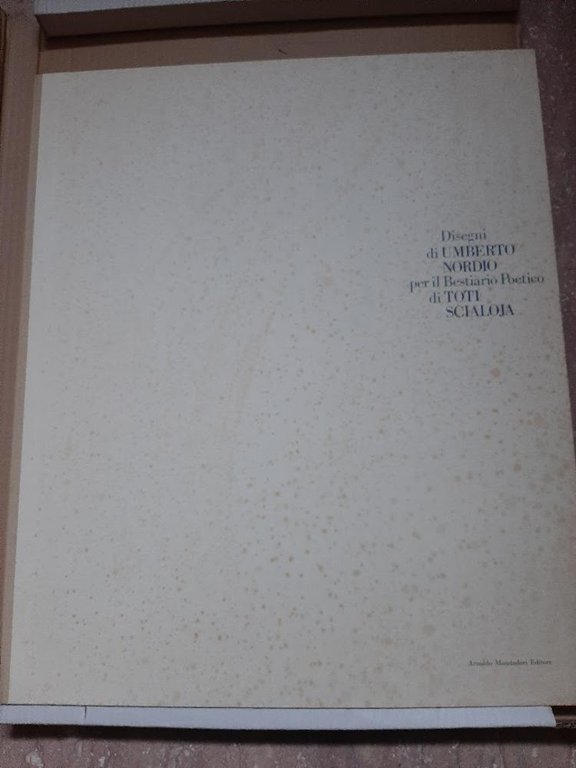 Disegni
di UMBERTO
NORDIO
per il Bestiario Poetico
di TOTI
SCIALOJA
Arnoldo Mondadori Editore